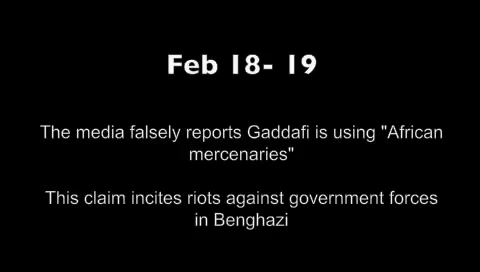 Feb 18- 19
The media falsely reports Gaddafi is using "African
mercenaries"
This claim incites riots against government forces
in Benghazi